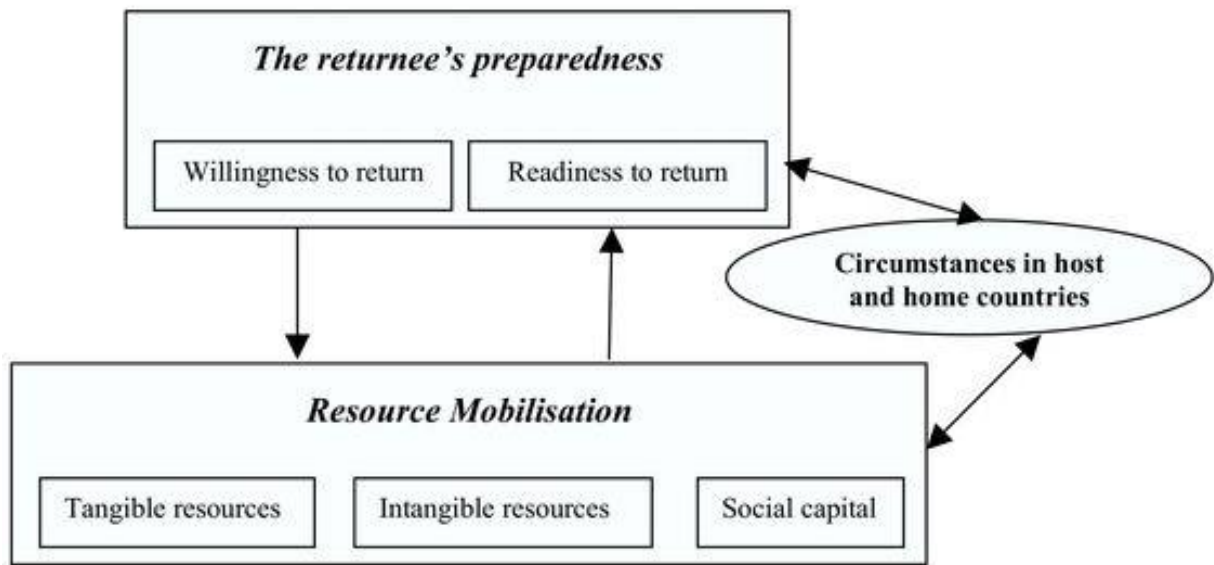 The returnee's preparedness
Willingness to return
Readiness to return
Circumstances in host
and home countries
Resource Mobilisation
Tangible resources
Intangible resources
Social capital